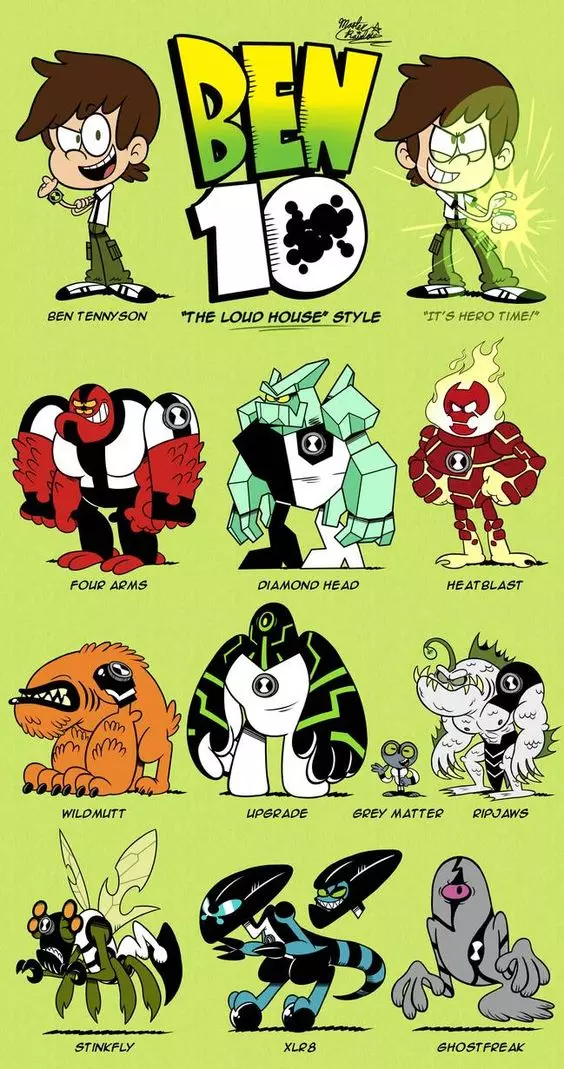 BEN
10
BEN TENNYSON
"THE LOUD HOUSE" STYLE
"IT'S HERO TIME!"
FOUR ARMS
DIAMOND HEAD
HEATBLAST
WILDMUTT
UPGRADE
GREY MATTER
RIPJAWS
STINKFLY
XLR8
GHOSTFREAK